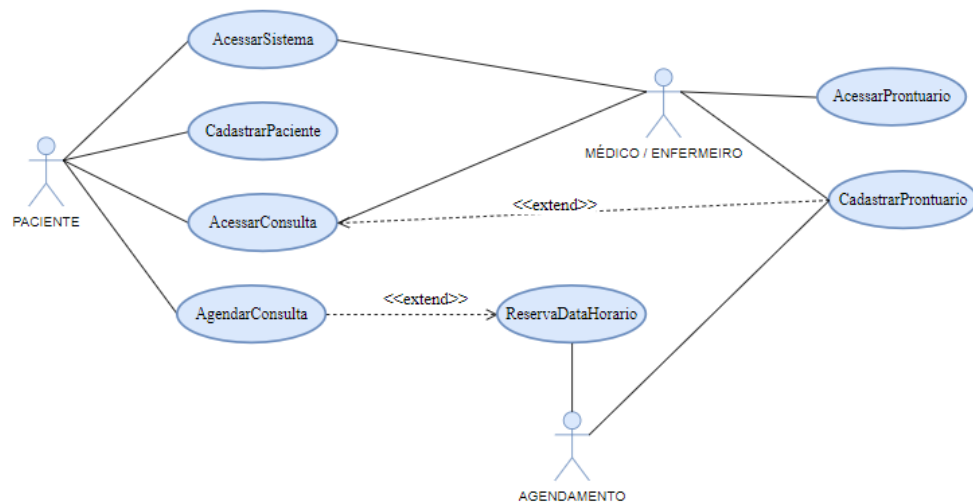 AcessarSistema
AcessarProntuario
CadastrarPaciente
MÉDICO / ENFERMEIRO
CadastrarProntuario
<<extend>>
PACIENTE
AcessarConsulta
<<extend>>
AgendarConsulta
ReservaDataHorario
AGENDAMENTO